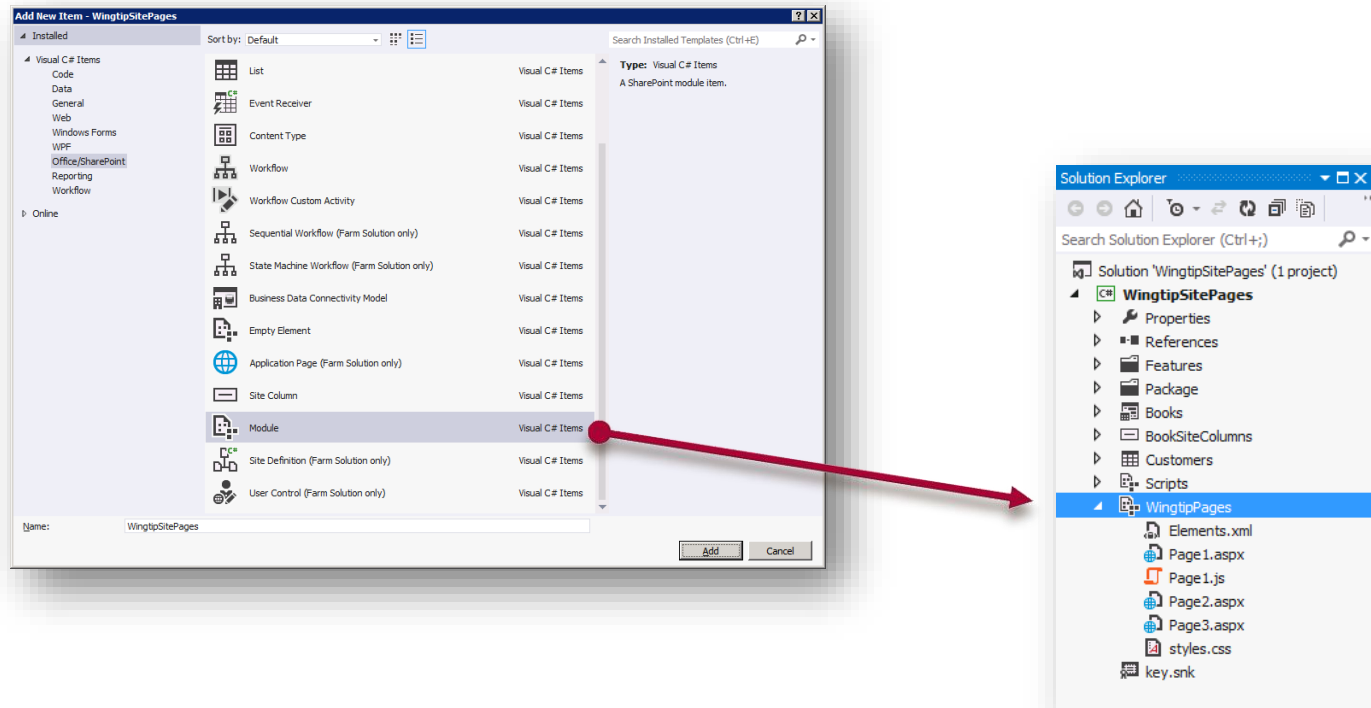 Add New Item - WingtipSitePages
Installed
Sort by: Default
Search Installed Templates (Ctrl+E)
Visual C# Items
Code
Data
General
Web
Windows Forms
WPF
Office/SharePoint
Reporting
Workflow
Online
List Visual C# Items
Event Receiver Visual C# Items
Content Type Visual C# Items
Workflow Visual C# Items
Workflow Custom Activity Visual C# Items
Sequential Workflow (Farm Solution only) Visual C# Items
State Machine Workflow (Farm Solution only) Visual C# Items
Business Data Connectivity Model Visual C# Items
Empty Element Visual C# Items
Application Page (Farm Solution only) Visual C# Items
Site Column Visual C# Items
Module Visual C# Items
Site Definition (Farm Solution only) Visual C# Items
User Control (Farm Solution only) Visual C# Items
Type: Visual C# Items
A SharePoint module item.
Name: WingtipSitePages
Add Cancel
Solution Explorer
Search Solution Explorer (Ctrl+;)
Solution 'WingtipSitePages' (1 project)
C# WingtipSitePages
Properties
References
Features
Package
Books
BookSiteColumns
Customers
Scripts
WingtipPages
Elements.xml
Page1.aspx
Page1.js
Page2.aspx
Page3.aspx
styles.css
key.snk